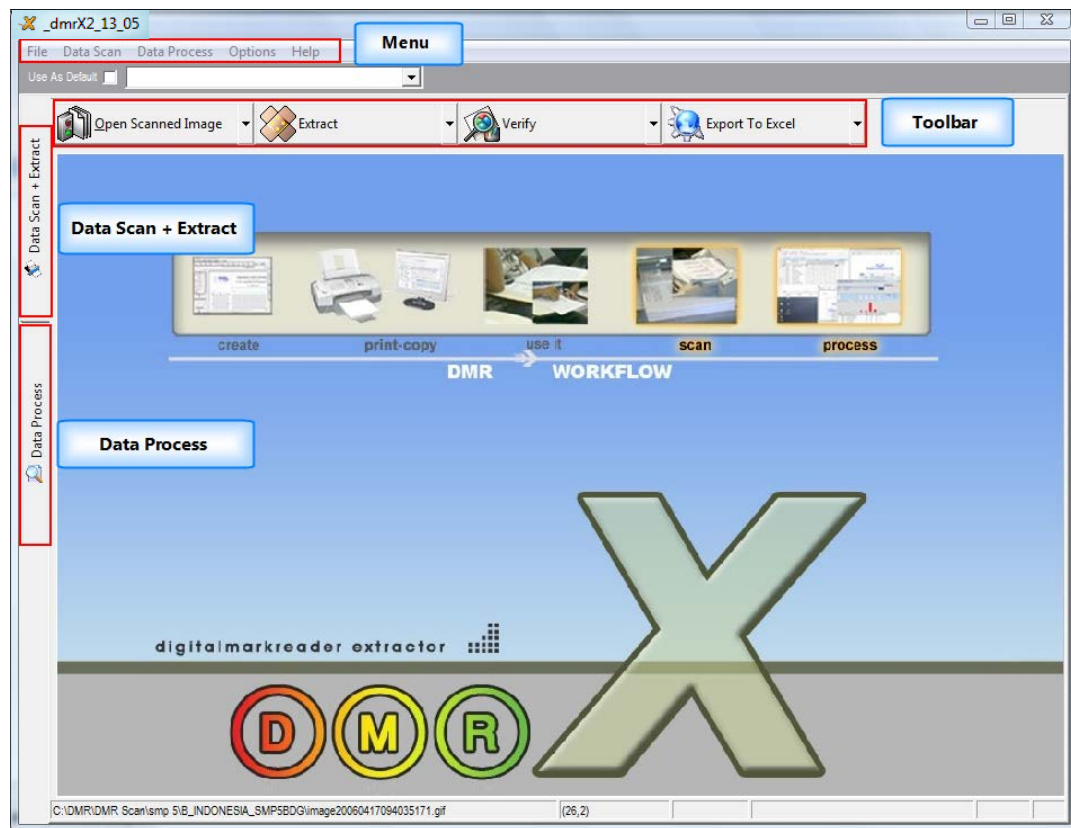 _dmrX2_13_05
File Data Scan Data Process Options Help
Menu
Use As Default
Open Scanned Image
Extract
Verify
Export To Excel
Toolbar
Data Scan + Extract
Data Scan + Extract
create
print-copy
use it
scan
process
DMR WORKFLOW
Data Process
Data Process
digitalmarkreader extractor
X
D M R
C:\DMR\DMR Scan\smp 5\B_INDONESIA_SMP5BDG\image20060417094035171.gif
(26,2)